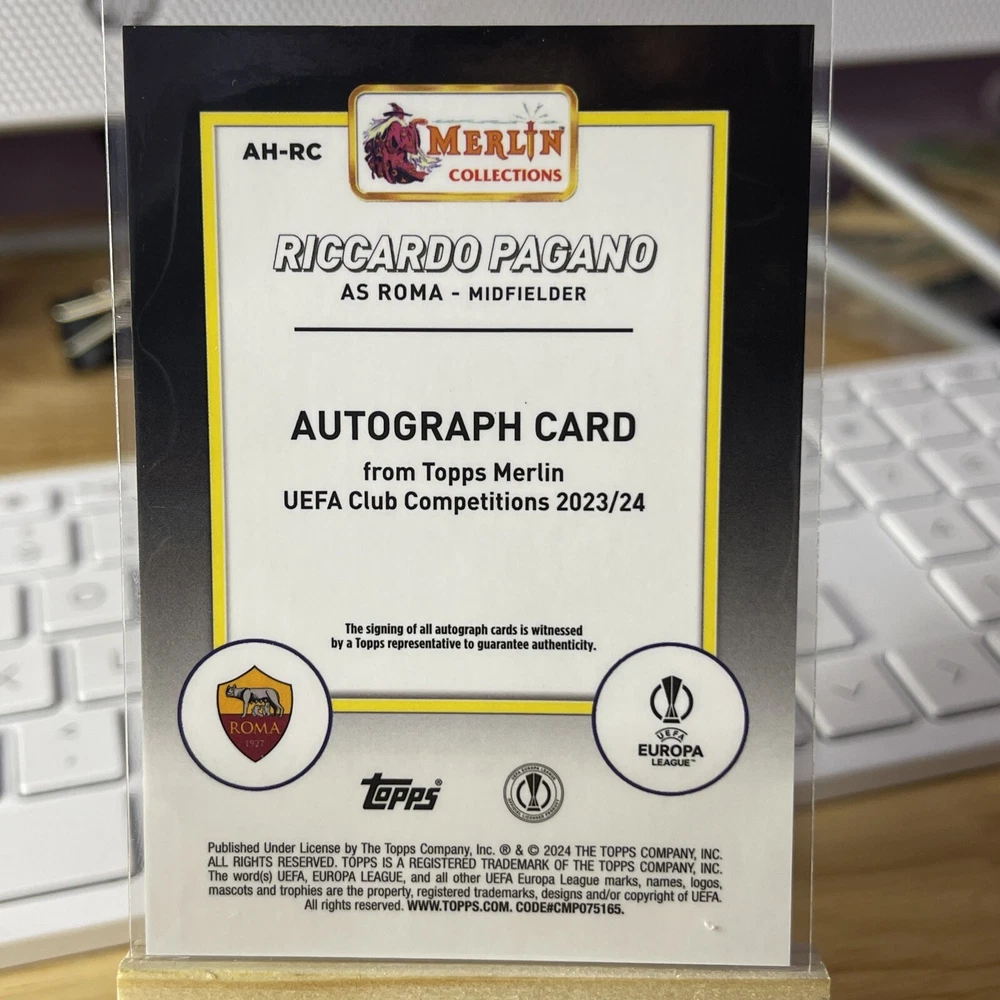 AH-RC
MERLIN
COLLECTIONS
RICCARDO PAGANO
AS ROMA - MIDFIELDER
AUTOGRAPH CARD
from Topps Merlin
UEFA Club Competitions 2023/24
The signing of all autograph cards is witnessed
by a Topps representative to guarantee authenticity.
ROMA
1927
UEFA
EUROPA
LEAGUE™
topps®
Published Under License by The Topps Company, Inc. ® & © 2024 THE TOPPS COMPANY, INC.
ALL RIGHTS RESERVED. TOPPS IS A REGISTERED TRADEMARK OF THE TOPPS COMPANY, INC.
The word(s) UEFA, EUROPA LEAGUE, and all other UEFA Europa League marks, names, logos,
mascots and trophies are the property, registered trademarks, designs and/or copyright of UEFA.
All rights reserved. WWW.TOPPS.COM. CODE#CMP075165.